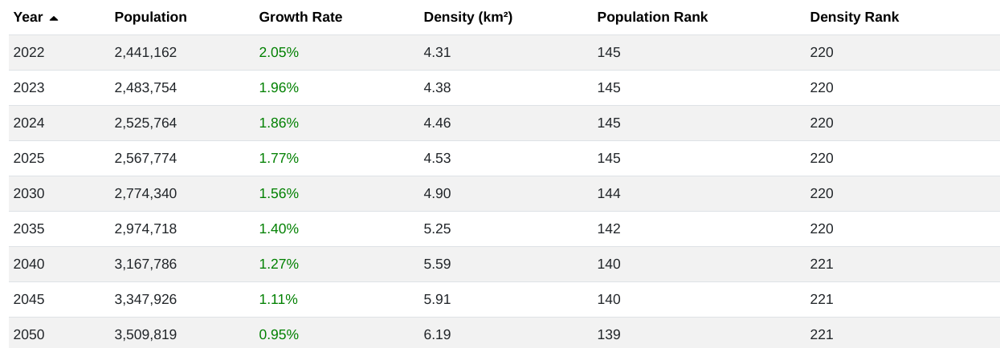 Year Population Growth Rate Density (km²) Population Rank Density Rank
2022 2,441,162 2.05% 4.31 145 220
2023 2,483,754 1.96% 4.38 145 220
2024 2,525,764 1.86% 4.46 145 220
2025 2,567,774 1.77% 4.53 145 220
2030 2,774,340 1.56% 4.90 144 220
2035 2,974,718 1.40% 5.25 142 220
2040 3,167,786 1.27% 5.59 140 221
2045 3,347,926 1.11% 5.91 140 221
2050 3,509,819 0.95% 6.19 139 221